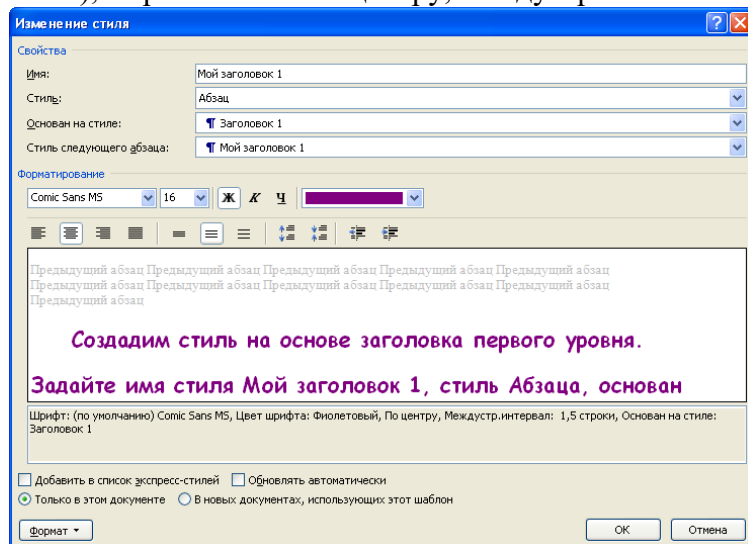 Изменение стиля
Свойства
Имя: Мой заголовок 1
Стиль: Абзац
Основан на стиле: ¶ Заголовок 1
Стиль следующего абзаца: ¶ Мой заголовок 1
Форматирование
Comic Sans MS 16 Ж К Ч
Предыдущий абзац Предыдущий абзац Предыдущий абзац Предыдущий абзац Предыдущий абзац
Предыдущий абзац Предыдущий абзац Предыдущий абзац Предыдущий абзац Предыдущий абзац
Предыдущий абзац
Создадим стиль на основе заголовка первого уровня.
Задайте имя стиля Мой заголовок 1, стиль Абзаца, основан
Шрифт: (по умолчанию) Comic Sans MS, Цвет шрифта: Фиолетовый, По центру, Междустр.интервал: 1,5 строки, Основан на стиле:
Заголовок 1
Добавить в список экспресс-стилей Обновлять автоматически
Только в этом документе В новых документах, использующих этот шаблон
Формат ОК Отмена